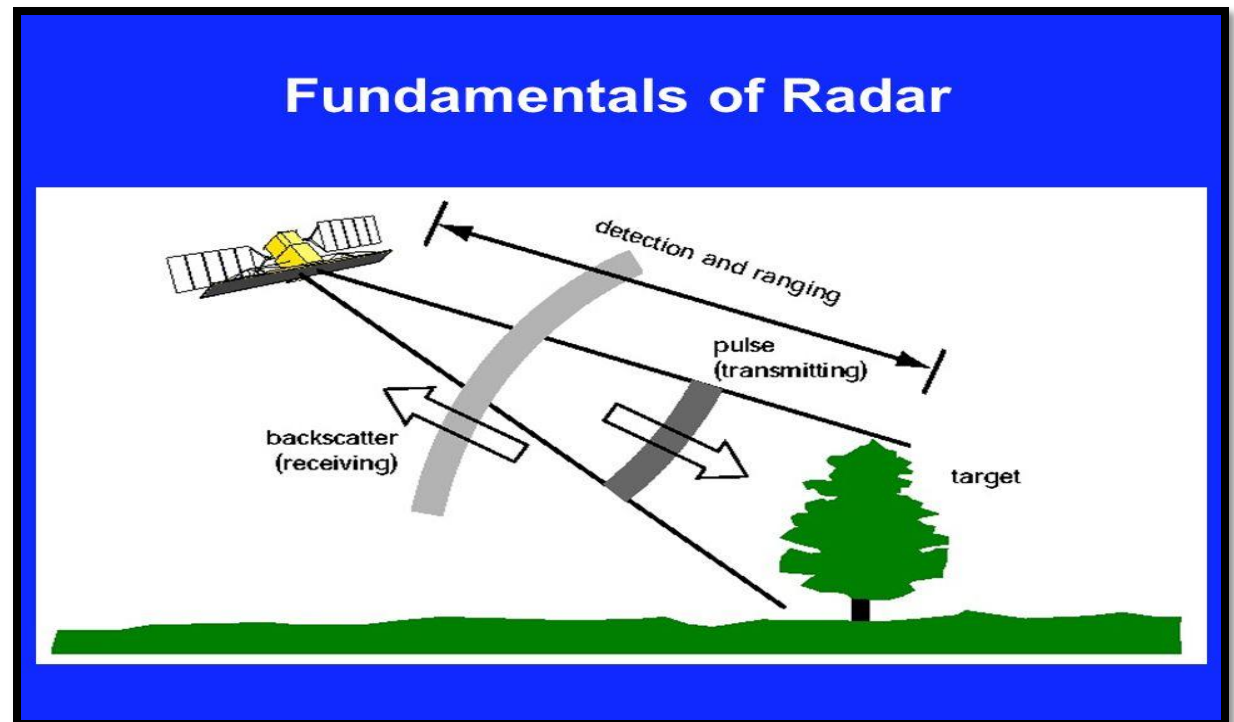 Fundamentals of Radar
detection and ranging
pulse
(transmitting)
backscatter
(receiving)
target